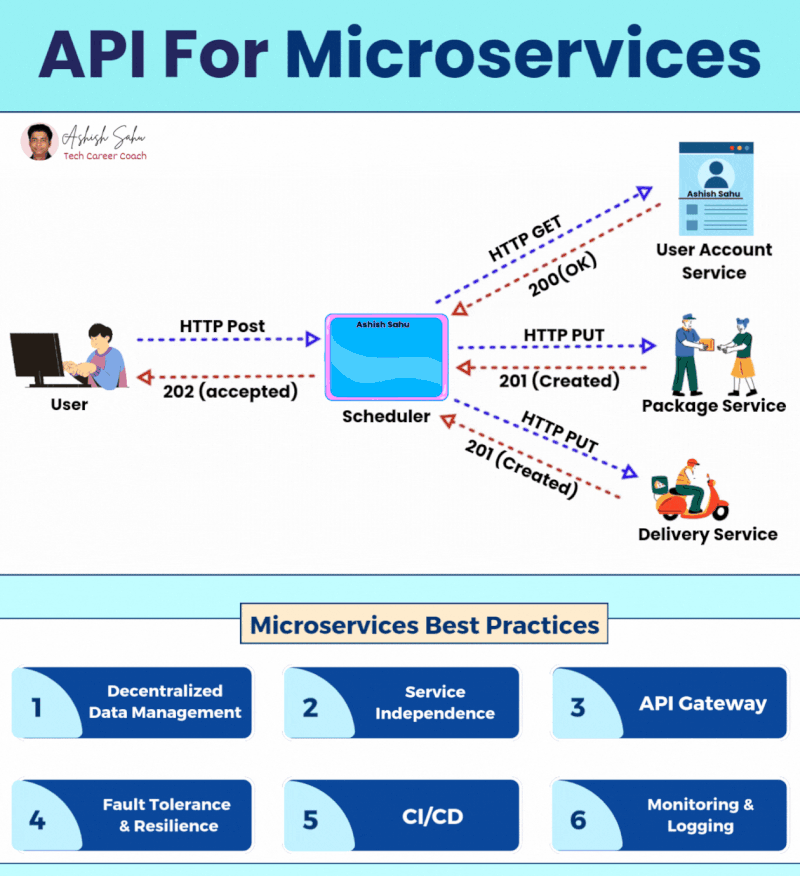 API For Microservices
Ashish Sahu
Tech Career Coach
Ashish Sahu
User Account
Service
HTTP GET
200(OK)
HTTP Post
202 (accepted)
User
Ashish Sahu
Scheduler
HTTP PUT
201 (Created)
Package Service
HTTP PUT
201 (Created)
Delivery Service
Microservices Best Practices
1
Decentralized
Data Management
2
Service
Independence
3
API Gateway
4
Fault Tolerance
& Resilience
5
CI/CD
6
Monitoring &
Logging